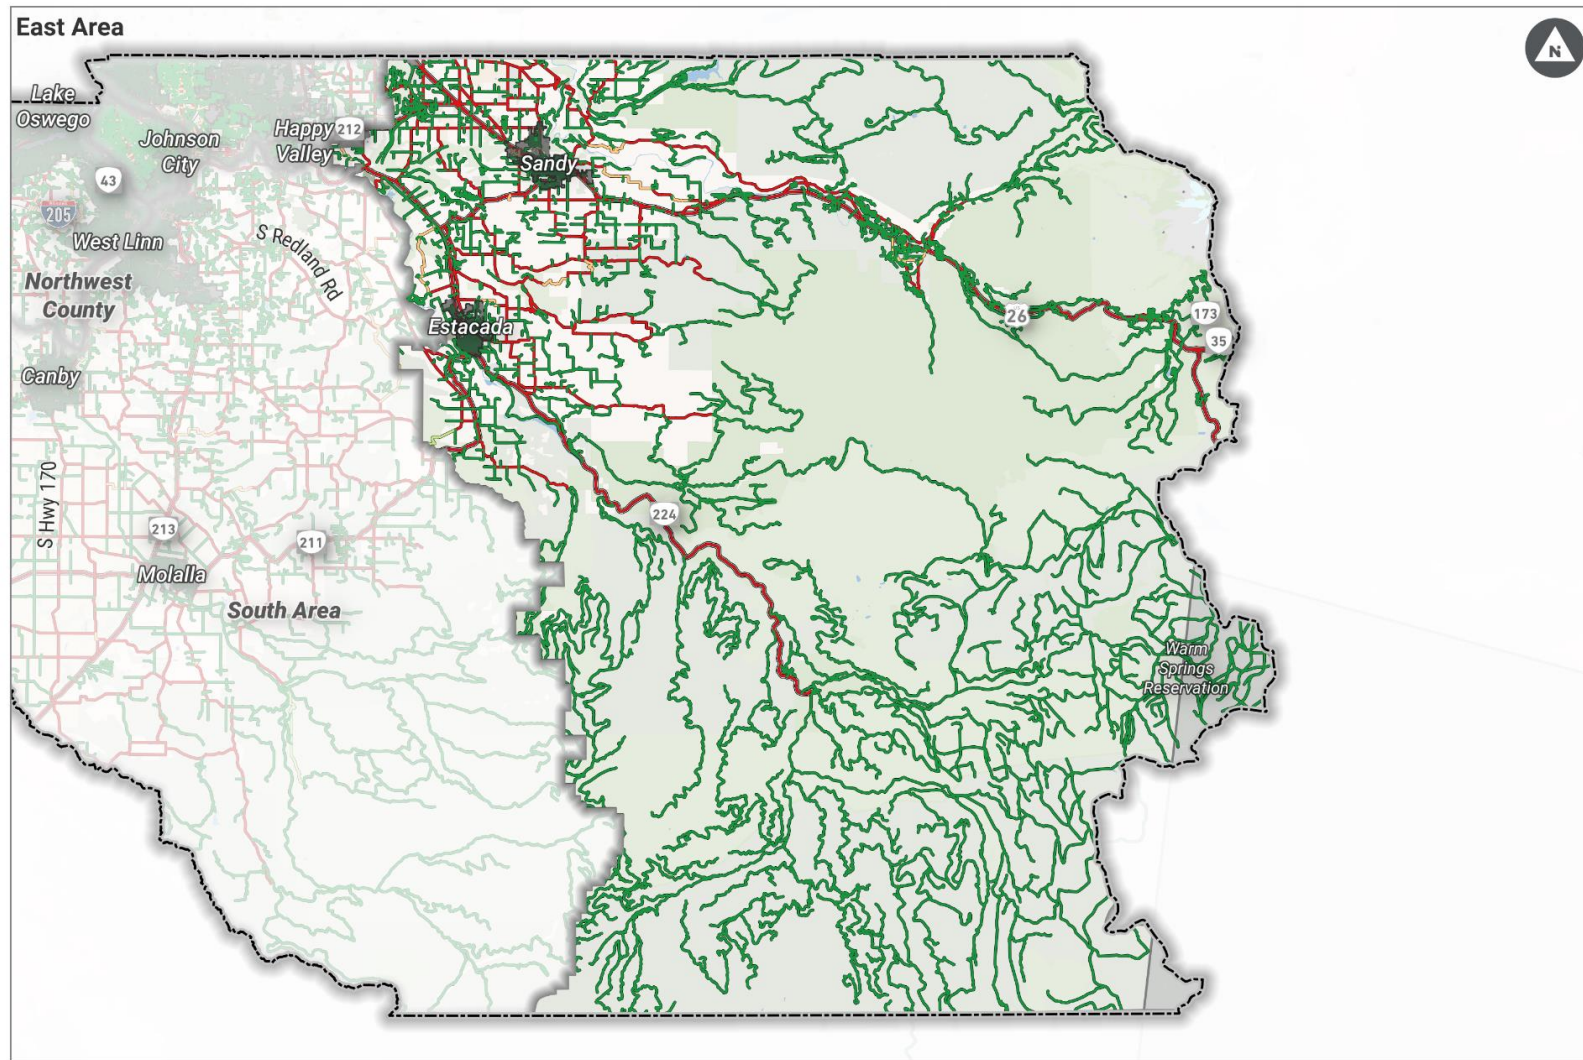 East Area
N
Lake
Oswego
Johnson
City
Happy
Valley
212
Sandy
43
205
West Linn
S Redland Rd
Northwest
County
Estacada
26
173
35
Canby
S Hwy 170
213
211
224
Molalla
South Area
Warm
Springs
Reservation